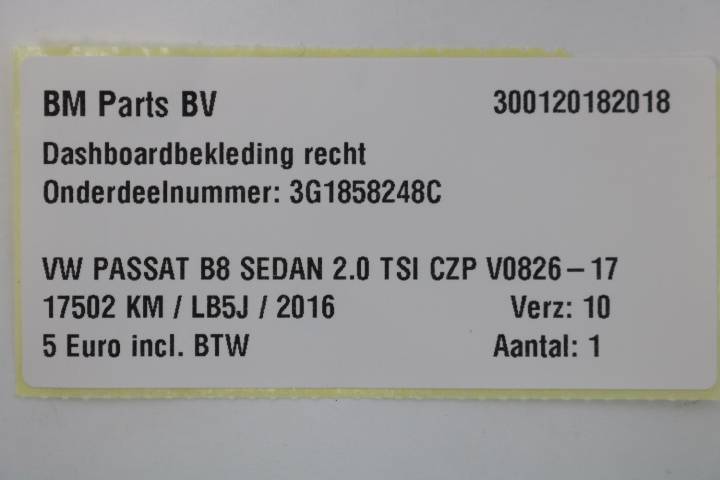 BM Parts BV 300120182018
Dashboardbekleding recht
Onderdeelnummer: 3G1858248C
VW PASSAT B8 SEDAN 2.0 TSI CZP V0826-17
17502 KM / LB5J / 2016 Verz: 10
5 Euro incl. BTW Aantal: 1